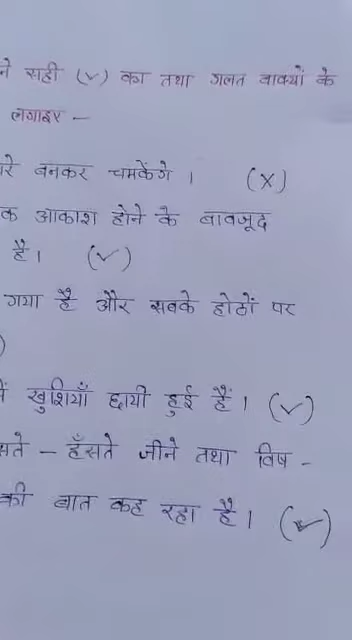 ने सही (✓) का तथा गलत वाक्यों के
लगाइए –
रे बनकर चमकेंगे। (X)
क आकाश होने के बावजूद
है। (✓)
गया है और सबके होठों पर
)
में खुशियाँ छायी हुई हैं। (✓)
सते – हँसते जीने तथा विष –
की बात कह रहा है। (✓)